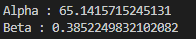 Alpha : 65.1415715245131
Beta : 0.3852249832102082